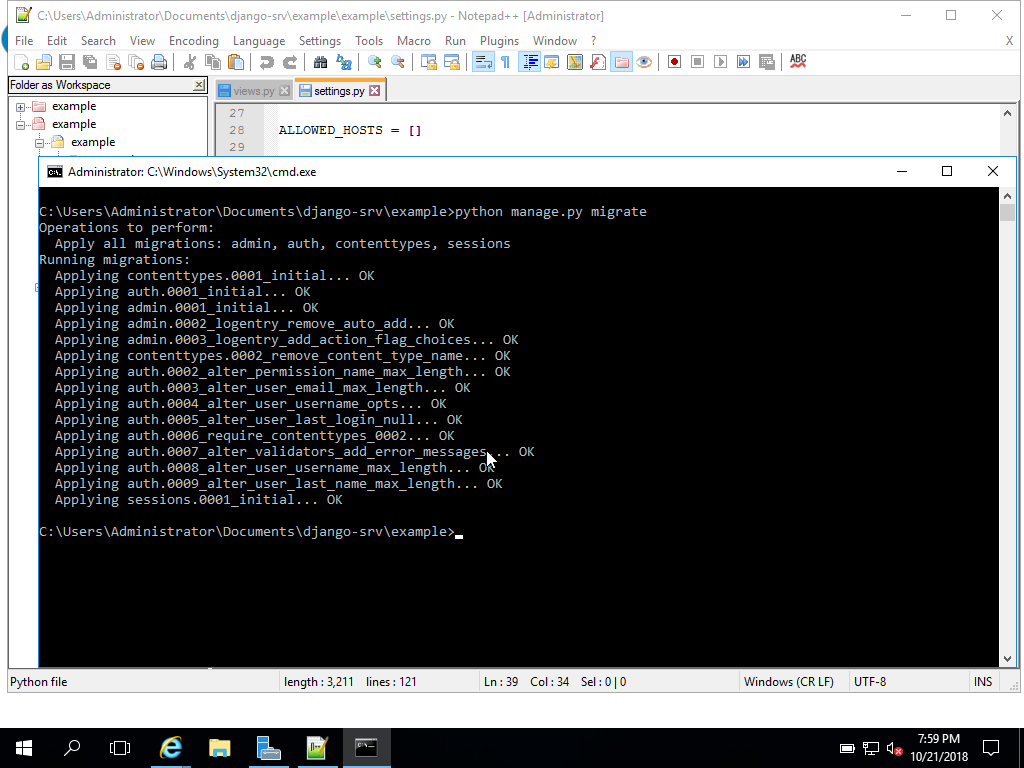 C:\Users\Administrator\Documents\django-srv\example\example\settings.py - Notepad++ [Administrator]
File Edit Search View Encoding Language Settings Tools Macro Run Plugins Window ? X
ABC
Folder as Workspace
views.py settings.py
example
example
example
27
28 ALLOWED_HOSTS = []
29
Administrator: C:\Windows\System32\cmd.exe
C:\Users\Administrator\Documents\django-srv\example>python manage.py migrate
Operations to perform:
Apply all migrations: admin, auth, contenttypes, sessions
Running migrations:
Applying contenttypes.0001_initial... OK
Applying auth.0001_initial... OK
Applying admin.0001_initial... OK
Applying admin.0002_logentry_remove_auto_add... OK
Applying admin.0003_logentry_add_action_flag_choices... OK
Applying contenttypes.0002_remove_content_type_name... OK
Applying auth.0002_alter_permission_name_max_length... OK
Applying auth.0003_alter_user_email_max_length... OK
Applying auth.0004_alter_user_username_opts... OK
Applying auth.0005_alter_user_last_login_null... OK
Applying auth.0006_require_contenttypes_0002... OK
Applying auth.0007_alter_validators_add_error_messages... OK
Applying auth.0008_alter_user_username_max_length... OK
Applying auth.0009_alter_user_last_name_max_length... OK
Applying sessions.0001_initial... OK
C:\Users\Administrator\Documents\django-srv\example>
Python file length : 3,211 lines : 121 Ln : 39 Col : 34 Sel : 0 | 0 Windows (CR LF) UTF-8 INS
7:59 PM
10/21/2018